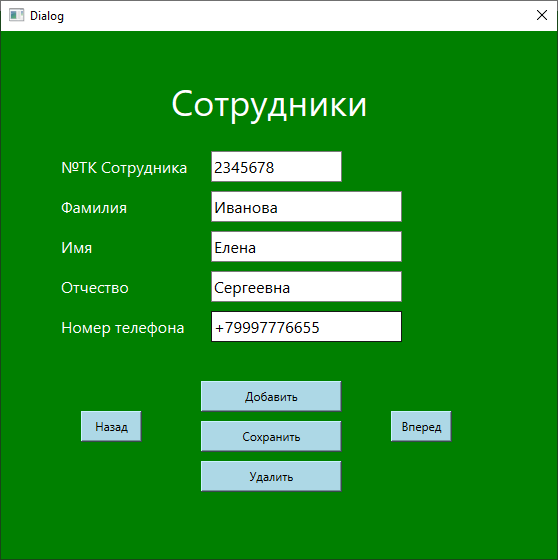 Dialog
Сотрудники
№ТК Сотрудника 2345678
Фамилия Иванова
Имя Елена
Отчество Сергеевна
Номер телефона +79997776655
Добавить
Назад Сохранить Вперед
Удалить